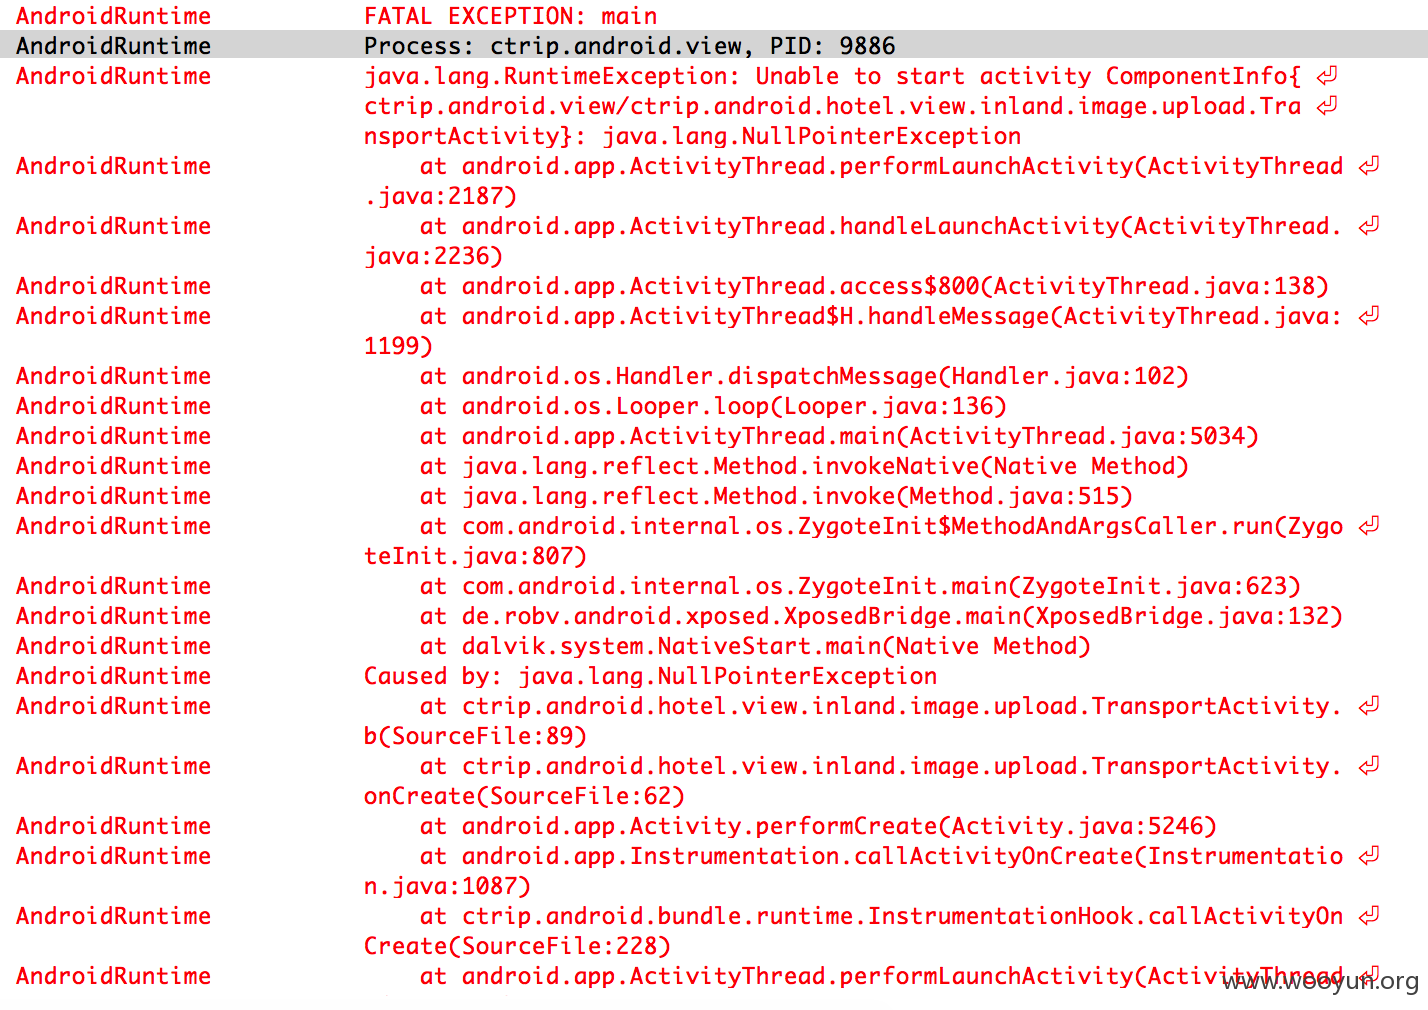 AndroidRuntime FATAL EXCEPTION: main
AndroidRuntime Process: ctrip.android.view, PID: 9886
AndroidRuntime java.lang.RuntimeException: Unable to start activity ComponentInfo{
ctrip.android.view/ctrip.android.hotel.view.inland.image.upload.Tra
nsportActivity}: java.lang.NullPointerException
AndroidRuntime at android.app.ActivityThread.performLaunchActivity(ActivityThread
.java:2187)
AndroidRuntime at android.app.ActivityThread.handleLaunchActivity(ActivityThread.
java:2236)
AndroidRuntime at android.app.ActivityThread.access$800(ActivityThread.java:138)
AndroidRuntime at android.app.ActivityThread$H.handleMessage(ActivityThread.java:
1199)
AndroidRuntime at android.os.Handler.dispatchMessage(Handler.java:102)
AndroidRuntime at android.os.Looper.loop(Looper.java:136)
AndroidRuntime at android.app.ActivityThread.main(ActivityThread.java:5034)
AndroidRuntime at java.lang.reflect.Method.invokeNative(Native Method)
AndroidRuntime at java.lang.reflect.Method.invoke(Method.java:515)
AndroidRuntime at com.android.internal.os.ZygoteInit$MethodAndArgsCaller.run(Zygo
teInit.java:807)
AndroidRuntime at com.android.internal.os.ZygoteInit.main(ZygoteInit.java:623)
AndroidRuntime at de.robv.android.xposed.XposedBridge.main(XposedBridge.java:132)
AndroidRuntime at dalvik.system.NativeStart.main(Native Method)
AndroidRuntime Caused by: java.lang.NullPointerException
AndroidRuntime at ctrip.android.hotel.view.inland.image.upload.TransportActivity.
b(SourceFile:89)
AndroidRuntime at ctrip.android.hotel.view.inland.image.upload.TransportActivity.
onCreate(SourceFile:62)
AndroidRuntime at android.app.Activity.performCreate(Activity.java:5246)
AndroidRuntime at android.app.Instrumentation.callActivityOnCreate(Instrumentatio
n.java:1087)
AndroidRuntime at ctrip.android.bundle.runtime.InstrumentationHook.callActivityOn
Create(SourceFile:228)
AndroidRuntime at android.app.ActivityThread.performLaunchActivity(ActivityThread
www.wooyun.org